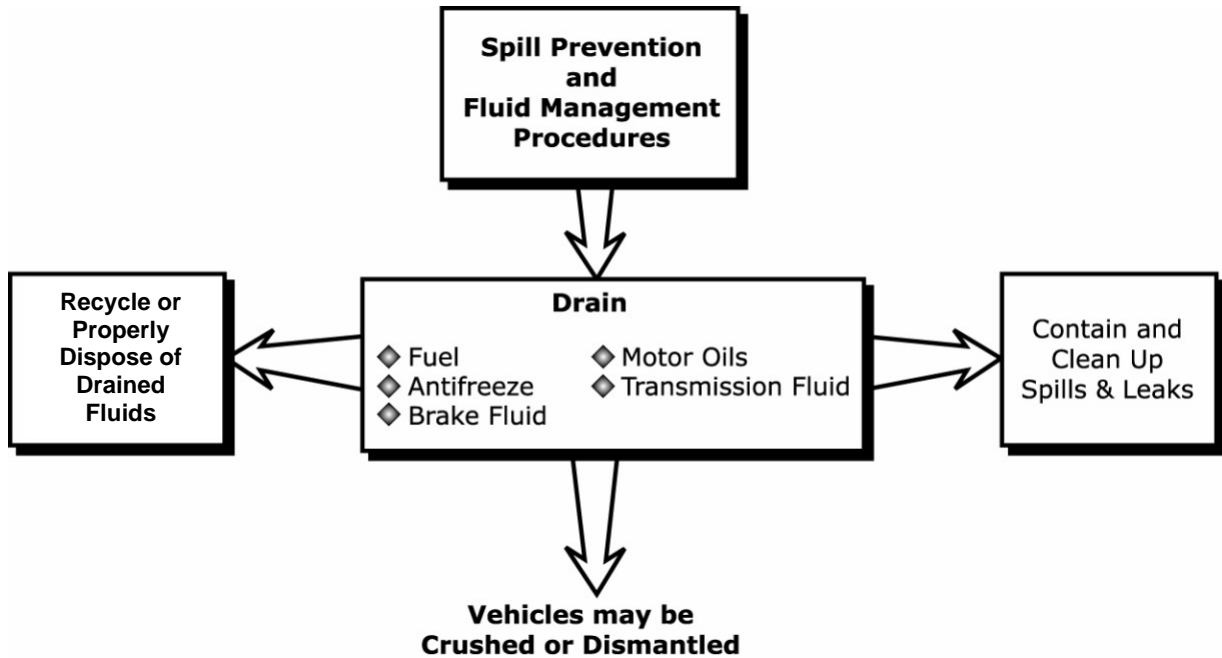 Spill Prevention
and
Fluid Management
Procedures
Recycle or
Properly
Dispose of
Drained
Fluids
Drain
Fuel
Antifreeze
Brake Fluid
Motor Oils
Transmission Fluid
Contain and
Clean Up
Spills & Leaks
Vehicles may be
Crushed or Dismantled